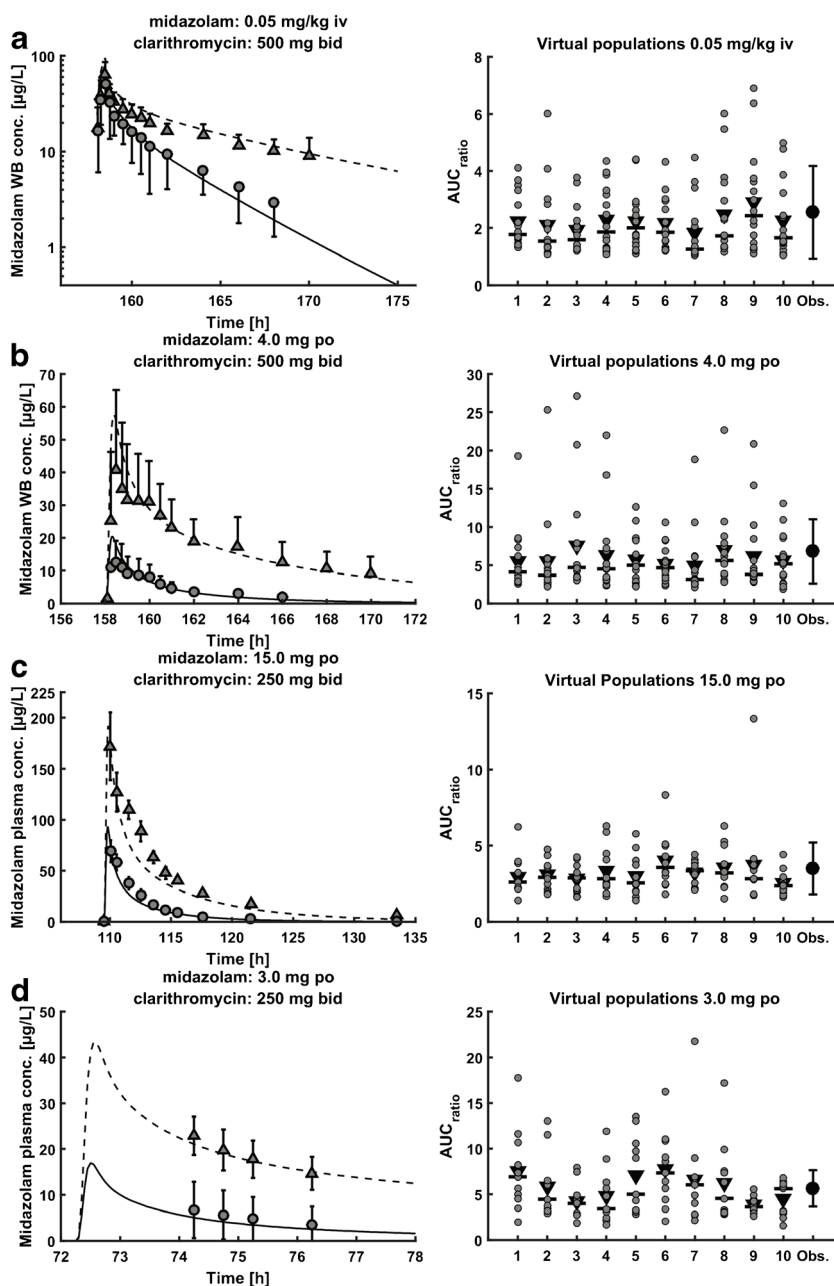 a
midazolam: 0.05 mg/kg iv
clarithromycin: 500 mg bid
Midazolam WB conc. [µg/L]
100
10
1
160 165 170 175
Time [h]
Virtual populations 0.05 mg/kg iv
AUCratio
8
6
4
2
0
1 2 3 4 5 6 7 8 9 10 Obs.
b
midazolam: 4.0 mg po
clarithromycin: 500 mg bid
Midazolam WB conc. [µg/L]
70
60
50
40
30
20
10
0
156 158 160 162 164 166 168 170 172
Time [h]
Virtual populations 4.0 mg po
AUCratio
30
25
20
15
10
5
0
1 2 3 4 5 6 7 8 9 10 Obs.
c
midazolam: 15.0 mg po
clarithromycin: 250 mg bid
Midazolam plasma conc. [µg/L]
225
200
175
150
125
100
75
50
25
0
110 115 120 125 130 135
Time [h]
Virtual Populations 15.0 mg po
AUCratio
15
10
5
0
1 2 3 4 5 6 7 8 9 10 Obs.
d
midazolam: 3.0 mg po
clarithromycin: 250 mg bid
Midazolam plasma conc. [µg/L]
50
40
30
20
10
0
72 73 74 75 76 77 78
Time [h]
Virtual populations 3.0 mg po
AUCratio
25
20
15
10
5
0
1 2 3 4 5 6 7 8 9 10 Obs.